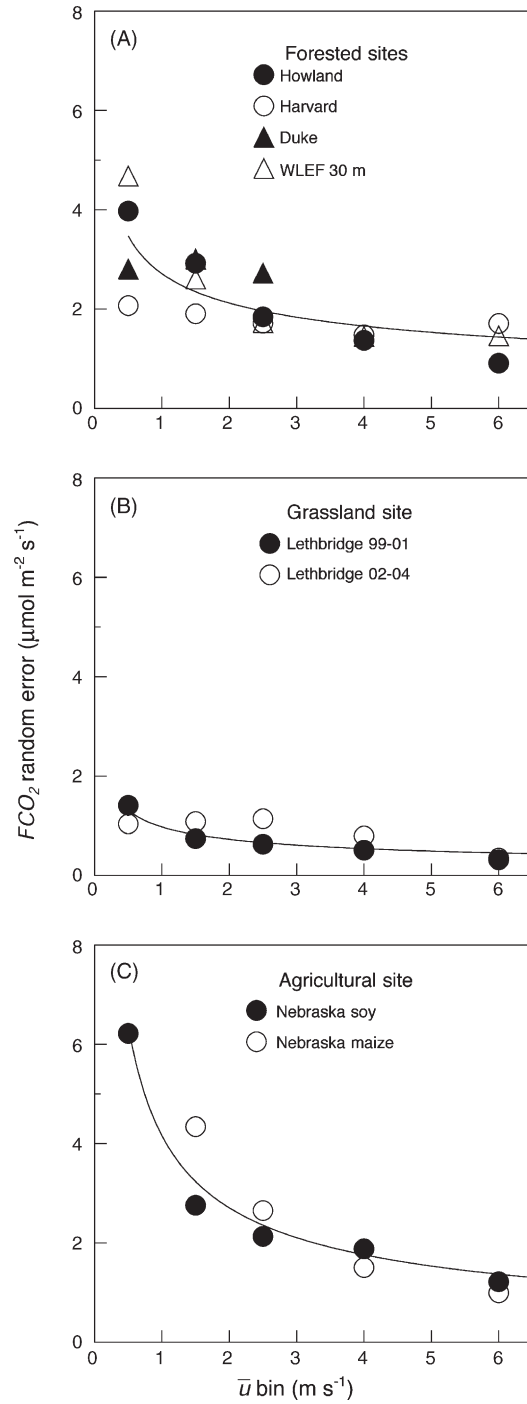 (A)
Forested sites
Howland
Harvard
Duke
WLEF 30 m
8
6
4
2
0
0 1 2 3 4 5 6
(B)
Grassland site
Lethbridge 99-01
Lethbridge 02-04
8
6
4
2
0
0 1 2 3 4 5 6
FCO₂ random error (μmol m⁻² s⁻¹)
(C)
Agricultural site
Nebraska soy
Nebraska maize
8
6
4
2
0
0 1 2 3 4 5 6
u̅ bin (m s⁻¹)